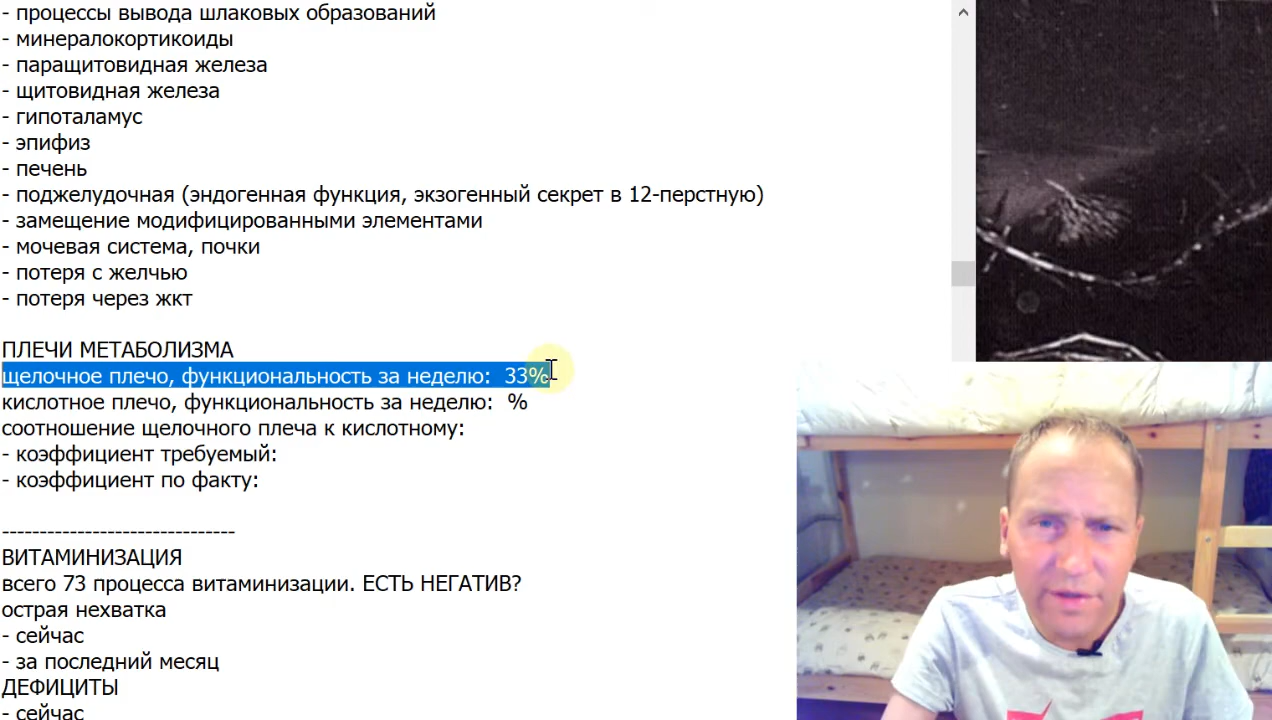 - процессы вывода шлаковых образований
- минералокортикоиды
- паращитовидная железа
- щитовидная железа
- гипоталамус
- эпифиз
- печень
- поджелудочная (эндогенная функция, экзогенный секрет в 12-перстную)
- замещение модифицированными элементами
- мочевая система, почки
- потеря с желчью
- потеря через жкт
ПЛЕЧИ МЕТАБОЛИЗМА
щелочное плечо, функциональность за неделю: 33%
кислотное плечо, функциональность за неделю: %
соотношение щелочного плеча к кислотному:
- коэффициент требуемый:
- коэффициент по факту:
------------------------------
ВИТАМИНИЗАЦИЯ
всего 73 процесса витаминизации. ЕСТЬ НЕГАТИВ?
острая нехватка
- сейчас
- за последний месяц
ДЕФИЦИТЫ
- сейчас